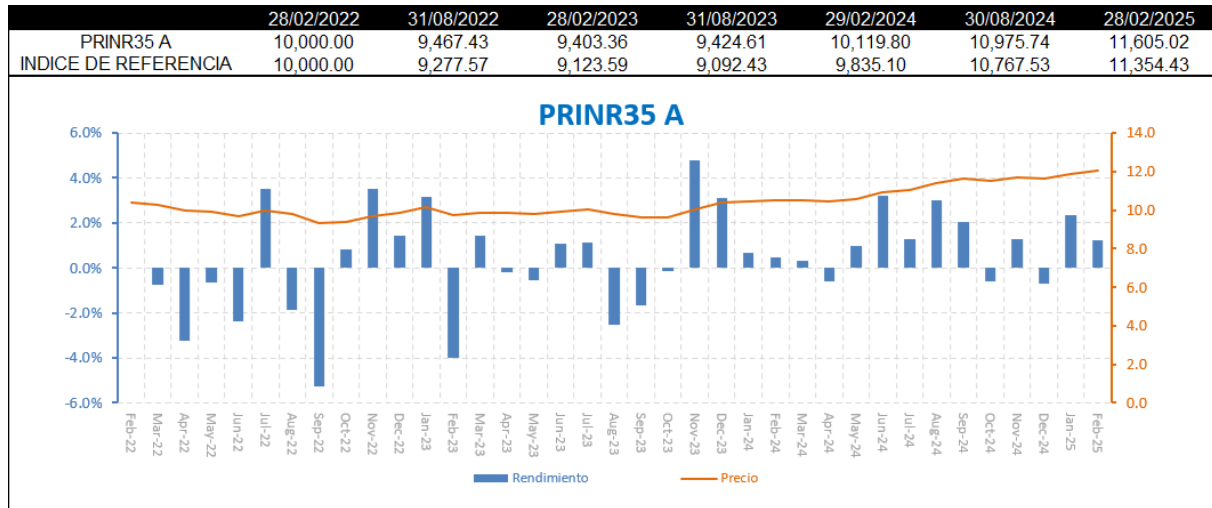 28/02/2022 31/08/2022 28/02/2023 31/08/2023 29/02/2024 30/08/2024 28/02/2025
PRINR35 A 10,000.00 9,467.43 9,403.36 9,424.61 10,119.80 10,975.74 11,605.02
INDICE DE REFERENCIA 10,000.00 9,277.57 9,123.59 9,092.43 9,835.10 10,767.53 11,354.43
PRINR35 A
6.0% 14.0
4.0% 12.0
2.0% 10.0
0.0% 8.0
-2.0% 6.0
-4.0% 4.0
-6.0% 2.0
0.0
Feb-22 Mar-22 Apr-22 May-22 Jun-22 Jul-22 Aug-22 Sep-22 Oct-22 Nov-22 Dec-22 Jan-23 Feb-23 Mar-23 Apr-23 May-23 Jun-23 Jul-23 Aug-23 Sep-23 Oct-23 Nov-23 Dec-23 Jan-24 Feb-24 Mar-24 Apr-24 May-24 Jun-24 Jul-24 Aug-24 Sep-24 Oct-24 Nov-24 Dec-24 Jan-25 Feb-25
Rendimiento Precio